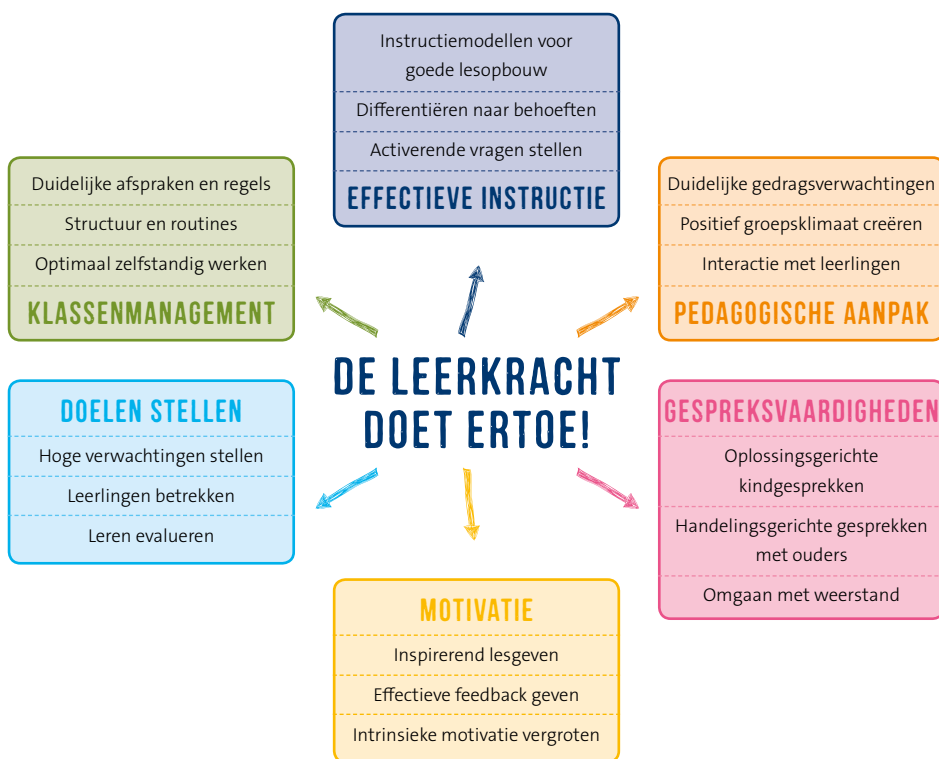 Instructiemodellen voor
goede lesopbouw
Differentiëren naar behoeften
Activerende vragen stellen
EFFECTIEVE INSTRUCTIE
Duidelijke afspraken en regels
Structuur en routines
Optimaal zelfstandig werken
KLASSENMANAGEMENT
Duidelijke gedragsverwachtingen
Positief groepsklimaat creëren
Interactie met leerlingen
PEDAGOGISCHE AANPAK
DE LEERKRACHT
DOET ERTOE!
DOELEN STELLEN
Hoge verwachtingen stellen
Leerlingen betrekken
Leren evalueren
GESPREKSVAARDIGHEDEN
Oplossingsgerichte
kindgesprekken
Handelingsgerichte gesprekken
met ouders
Omgaan met weerstand
MOTIVATIE
Inspirerend lesgeven
Effectieve feedback geven
Intrinsieke motivatie vergroten